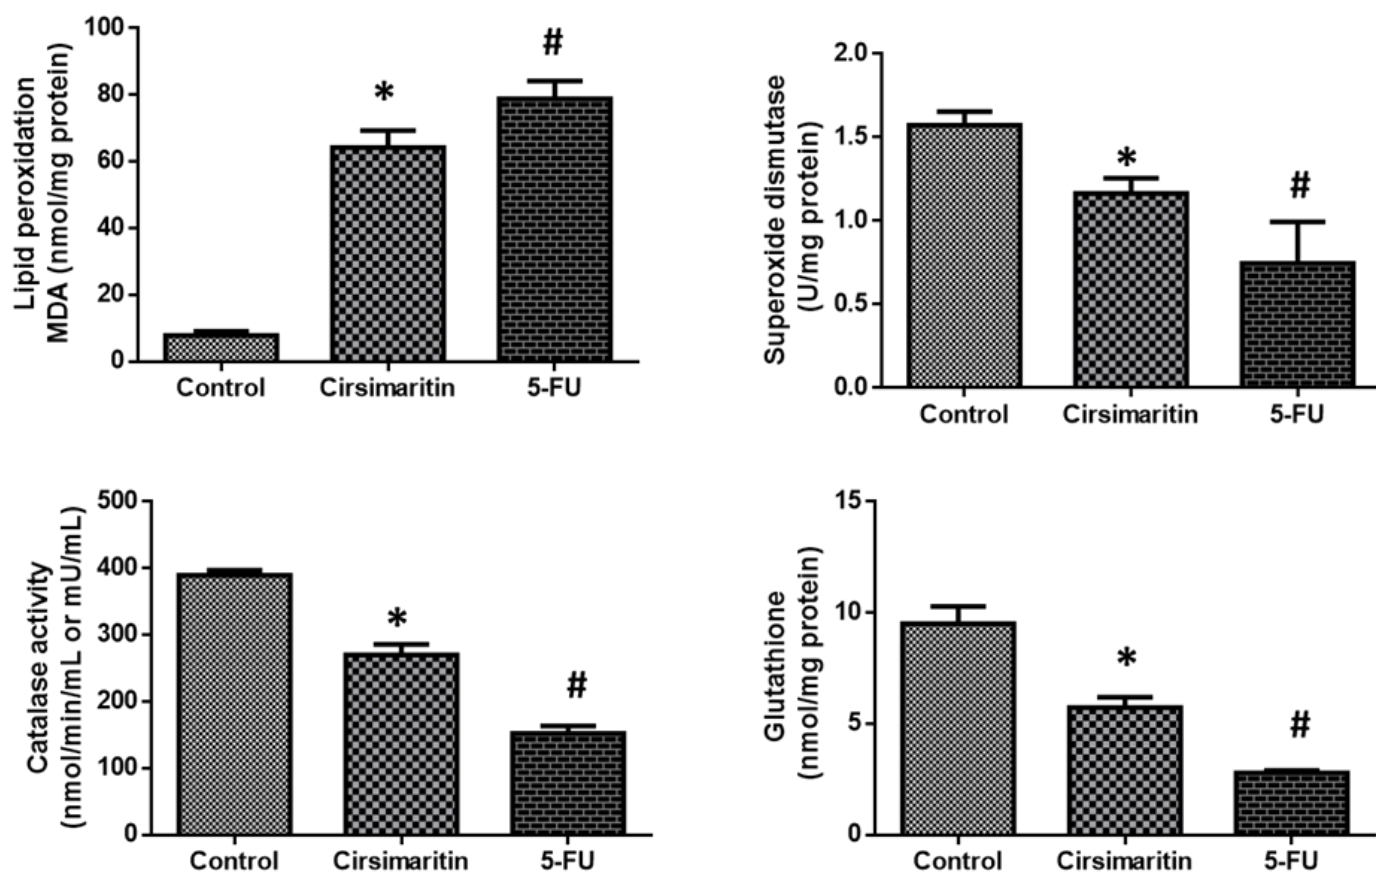 Lipid peroxidation
MDA (nmol/mg protein)
100
80
60
40
20
0
*
#
Control Cirsimaritin 5-FU
Superoxide dismutase
(U/mg protein)
2.0
1.5
1.0
0.5
0.0
*
#
Control Cirsimaritin 5-FU
Catalase activity
(nmol/min/mL or mU/mL)
500
400
300
200
100
0
*
#
Control Cirsimaritin 5-FU
Glutathione
(nmol/mg protein)
15
10
5
0
*
#
Control Cirsimaritin 5-FU